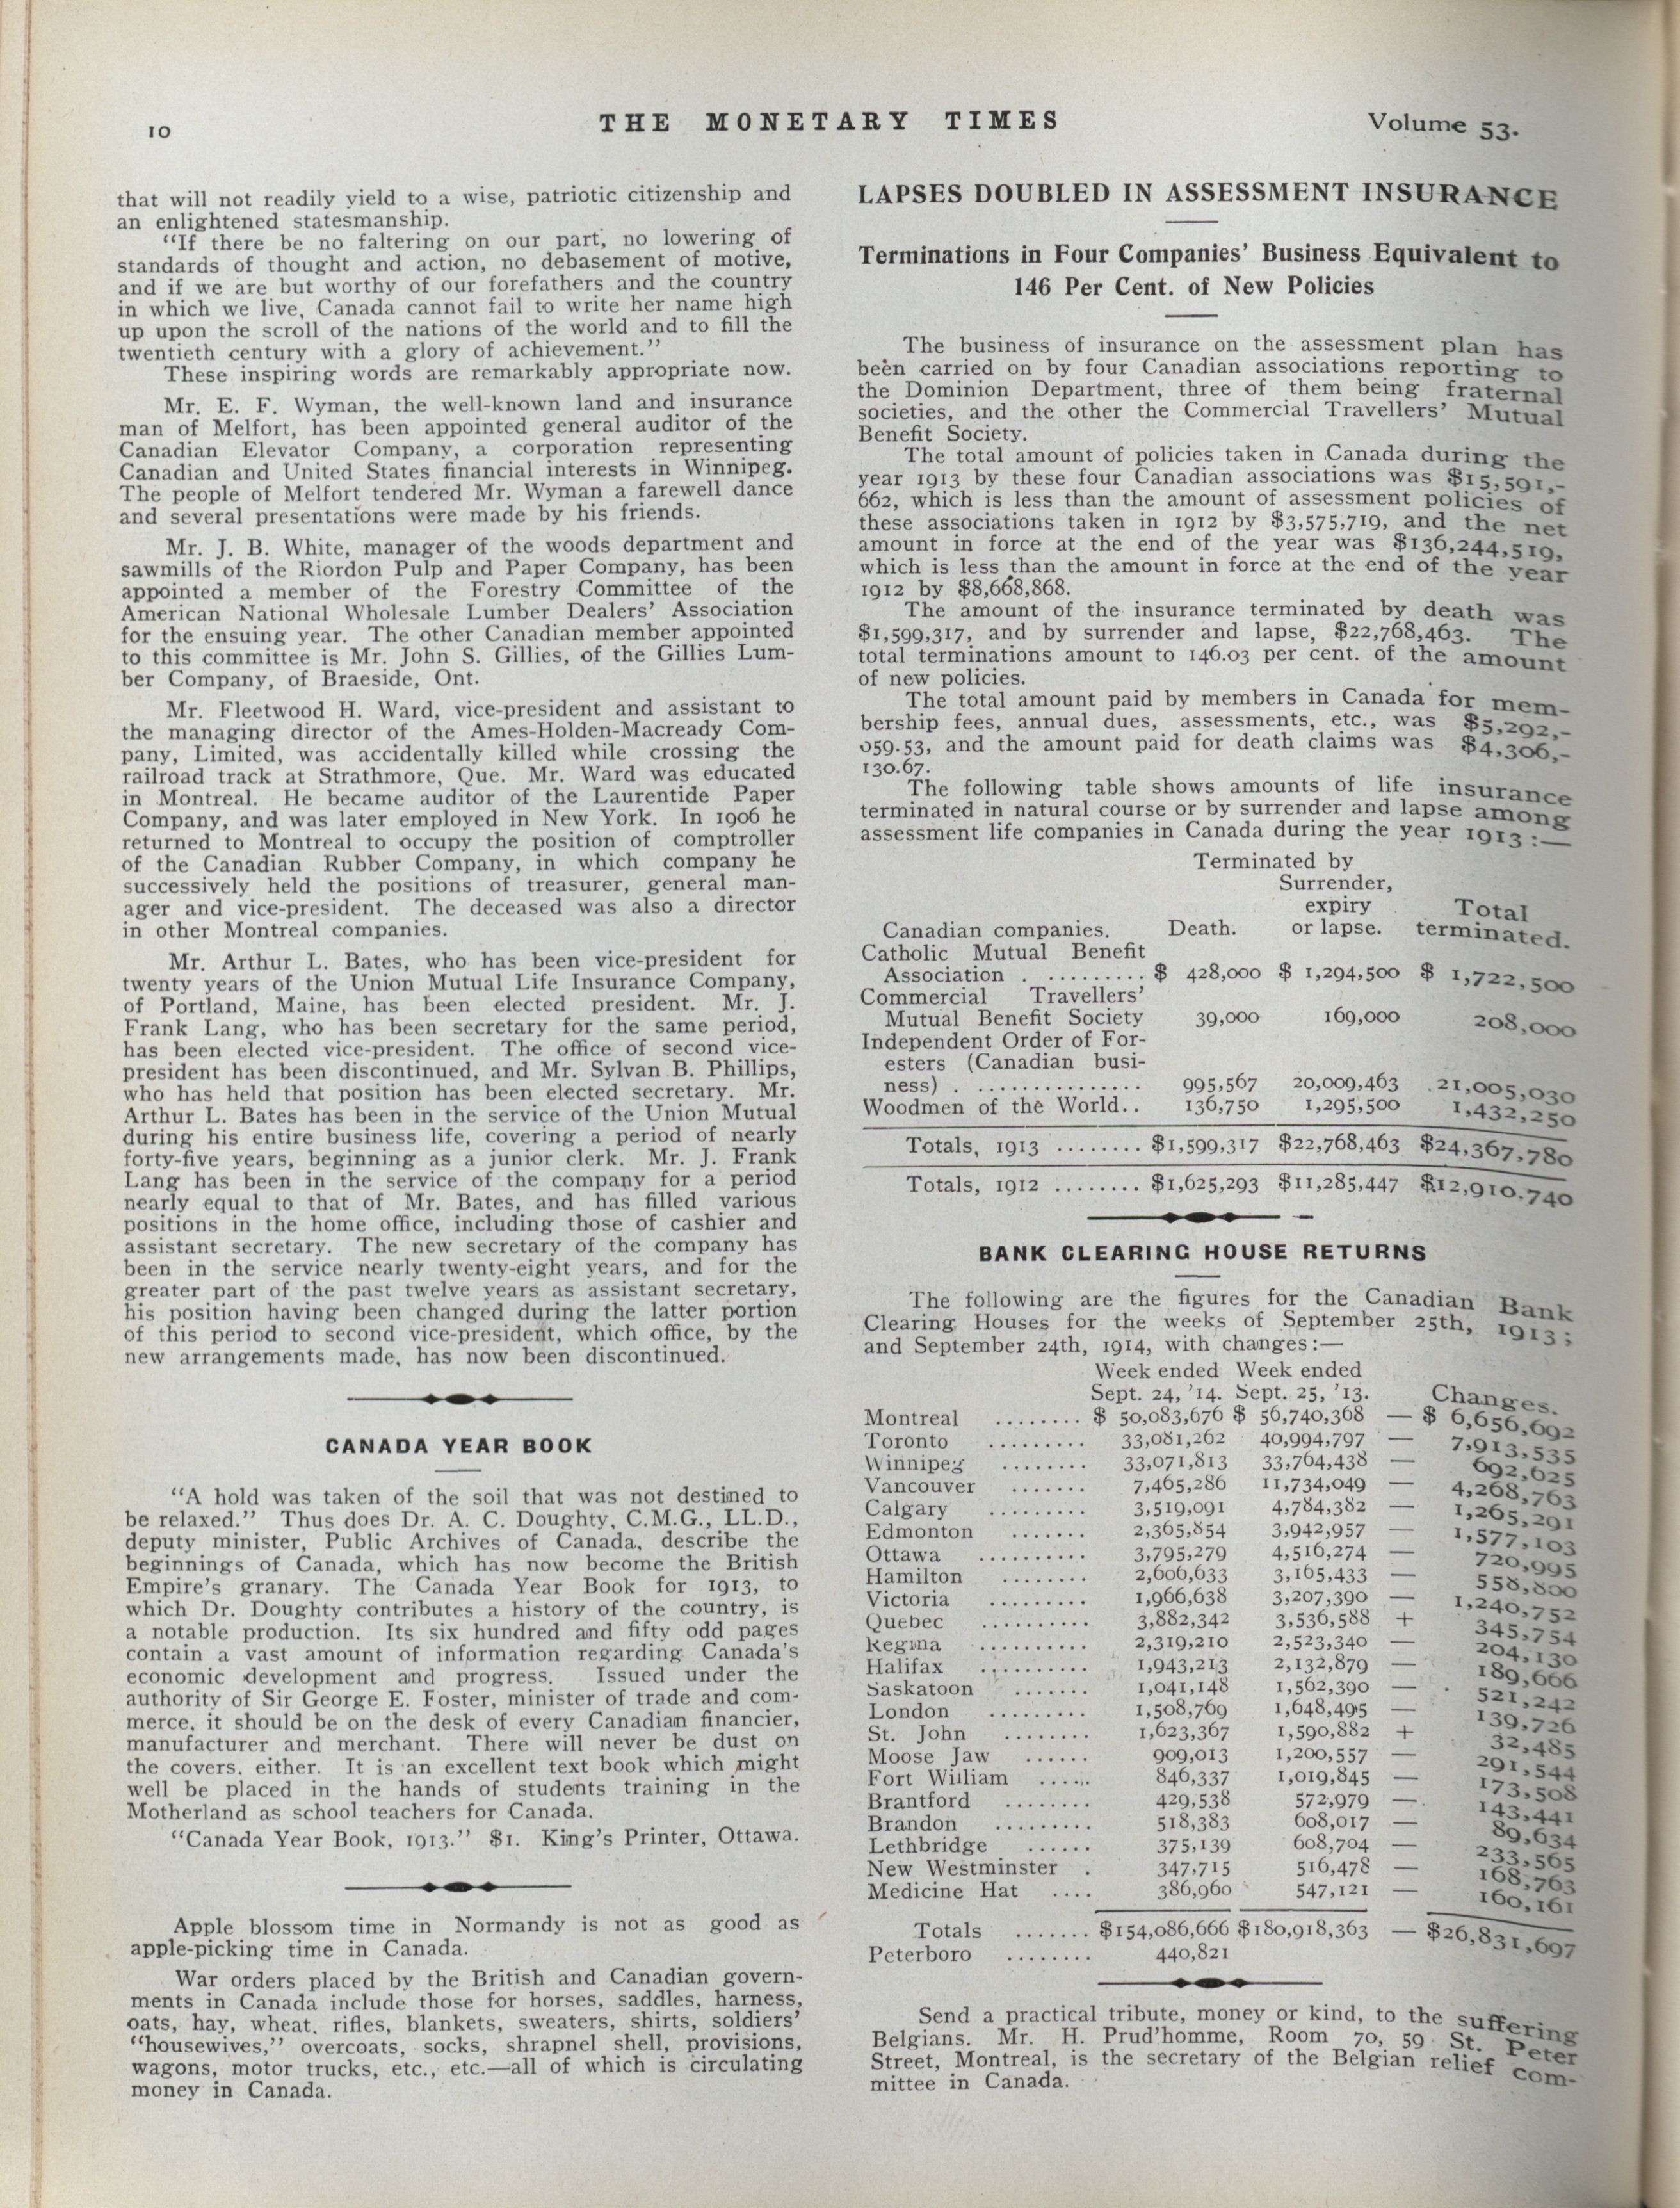 10
THE MONETARY TIMES
Volume 53.
that will not readily yield to a wise, patriotic citizenship and
an enlightened statesmanship.
"If there be no faltering on our part, no lowering of
standards of thought and action, no debasement of motive,
and if we are but worthy of our forefathers and the country
in which we live, Canada cannot fail to write her name high
up upon the scroll of the nations of the world and to fill the
twentieth century with a glory of achievement."
These inspiring words are remarkably appropriate now.
Mr. E. F. Wyman, the well-known land and insurance
man of Melfort, has been appointed general auditor of the
Canadian Elevator Company, a corporation representing
Canadian and United States financial interests in Winnipeg.
The people of Melfort tendered Mr. Wyman a farewell dance
and several presentations were made by his friends.
Mr. J. B. White, manager of the woods department and
sawmills of the Riordon Pulp and Paper Company, has been
appointed a member of the Forestry Committee of the
American National Wholesale Lumber Dealers' Association
for the ensuing year. The other Canadian member appointed
to this committee is Mr. John S. Gillies, of the Gillies Lum-
ber Company, of Braeside, Ont.
Mr. Fleetwood H. Ward, vice-president and assistant to
the managing director of the Ames-Holden-Macready Com-
pany, Limited, was accidentally killed while crossing the
railroad track at Strathmore, Que. Mr. Ward was educated
in Montreal. He became auditor of the Laurentide Paper
Company, and was later employed in New York. In 1906 he
returned to Montreal to occupy the position of comptroller
of the Canadian Rubber Company, in which company he
successively held the positions of treasurer, general man-
ager and vice-president. The deceased was also a director
in other Montreal companies.
Mr. Arthur L. Bates, who has been vice-president for
twenty years of the Union Mutual Life Insurance Company,
of Portland, Maine, has been elected president. Mr. J.
Frank Lang, who has been secretary for the same period,
has been elected vice-president. The office of second vice-
president has been discontinued, and Mr. Sylvan B. Phillips,
who has held that position has been elected secretary. Mr.
Arthur L. Bates has been in the service of the Union Mutual
during his entire business life, covering a period of nearly
forty-five years, beginning as a junior clerk. Mr. J. Frank
Lang has been in the service of the company for a period
nearly equal to that of Mr. Bates, and has filled various
positions in the home office, including those of cashier and
assistant secretary. The new secretary of the company has
been in the service nearly twenty-eight years, and for the
greater part of the past twelve years as assistant secretary,
his position having been changed during the latter portion
of this period to second vice-president, which office, by the
new arrangements made, has now been discontinued.
CANADA YEAR BOOK
"A hold was taken of the soil that was not destined to
be relaxed." Thus does Dr. A. C. Doughty, C.M.G., LL.D.,
deputy minister, Public Archives of Canada, describe the
beginnings of Canada, which has now become the British
Empire's granary. The Canada Year Book for 1913, to
which Dr. Doughty contributes a history of the country, is
a notable production. Its six hundred and fifty odd pages
contain a vast amount of information regarding Canada's
economic development and progress. Issued under the
authority of Sir George E. Foster, minister of trade and com-
merce, it should be on the desk of every Canadian financier,
manufacturer and merchant. There will never be dust on
the covers. either. It is an excellent text book which might
well be placed in the hands of students training in the
Motherland as school teachers for Canada.
"Canada Year Book, 1913." $1. King's Printer, Ottawa.
Apple blossom time in Normandy is not as good as
apple-picking time in Canada.
War orders placed by the British and Canadian govern-
ments in Canada include those for horses, saddles, harness,
oats, hay, wheat, rifles, blankets, sweaters, shirts, soldiers'
"housewives," overcoats, socks, shrapnel shell, provisions,
wagons, motor trucks, etc., etc.—all of which is circulating
money in Canada.
LAPSES DOUBLED IN ASSESSMENT INSURANCE
Terminations in Four Companies' Business Equivalent to
146 Per Cent. of New Policies
The business of insurance on the assessment plan has
been carried on by four Canadian associations reporting to
the Dominion Department, three of them being fraternal
societies, and the other the Commercial Travellers' Mutual
Benefit Society.
The total amount of policies taken in Canada during the
year 1913 by these four Canadian associations was $15,591,-
662, which is less than the amount of assessment policies of
these associations taken in 1912 by $3,575,719, and the net
amount in force at the end of the year was $136,244,519,
which is less than the amount in force at the end of the year
1912 by $8,668,868.
The amount of the insurance terminated by death was
$1,599,317, and by surrender and lapse, $22,768,463. The
total terminations amount to 146.03 per cent. of the amount
of new policies.
The total amount paid by members in Canada for mem-
bership fees, annual dues, assessments, etc., was $5,292,-
059.53, and the amount paid for death claims was $4,306,-
130.67.
The following table shows amounts of life insurance
terminated in natural course or by surrender and lapse among
assessment life companies in Canada during the year 1913:—
Terminated by
Surrender,
expiry Total
Canadian companies. Death. or lapse. terminated.
Catholic Mutual Benefit
Association . ......... $ 428,000 $ 1,294,500 $ 1,722,500
Commercial Travellers'
Mutual Benefit Society 39,000 169,000 208,000
Independent Order of For-
esters (Canadian busi-
ness) . ............... 995,567 20,009,463 21,005,030
Woodmen of the World.. 136,750 1,295,500 1,432,250
Totals, 1913 ........ $1,599,317 $22,768,463 $24,367,780
Totals, 1912 ........ $1,625,293 $11,285,447 $12,910,740
BANK CLEARING HOUSE RETURNS
The following are the figures for the Canadian Bank
Clearing Houses for the weeks of September 25th, 1913;
and September 24th, 1914, with changes:—
Week ended Week ended
Sept. 24, '14. Sept. 25, '13. Changes.
Montreal ........ $ 50,083,676 $ 56,740,368 — $ 6,656,692
Toronto ......... 33,081,262 40,994,797 — 7,913,535
Winnipeg ........ 33,071,813 33,764,438 — 692,625
Vancouver ....... 7,465,286 11,734,049 — 4,268,763
Calgary ......... 3,519,091 4,784,382 — 1,265,291
Edmonton ....... 2,365,854 3,942,957 — 1,577,103
Ottawa .......... 3,795,279 4,516,274 — 720,995
Hamilton ........ 2,606,633 3,165,433 — 558,800
Victoria ......... 1,966,638 3,207,390 — 1,240,752
Quebec .......... 3,882,342 3,536,588 + 345,754
Regina .......... 2,319,210 2,523,340 — 204,130
Halifax .......... 1,943,213 2,132,879 — 189,666
Saskatoon ....... 1,041,148 1,562,390 — 521,242
London ......... 1,508,769 1,648,495 — 139,726
St. John ........ 1,623,367 1,590,882 + 32,485
Moose Jaw ...... 909,013 1,200,557 — 291,544
Fort William ..... 846,337 1,019,845 — 173,508
Brantford ........ 429,538 572,979 — 143,441
Brandon ......... 518,383 608,017 — 89,634
Lethbridge ...... 375,139 608,704 — 233,565
New Westminster . 347,715 516,478 — 168,763
Medicine Hat .... 386,960 547,121 — 160,161
Totals ....... $154,086,666 $180,918,363 — $26,831,697
Peterboro ........ 440,821
Send a practical tribute, money or kind, to the suffering
Belgians. Mr. H. Prud'homme, Room 70, 59 St. Peter
Street, Montreal, is the secretary of the Belgian relief com-
mittee in Canada.